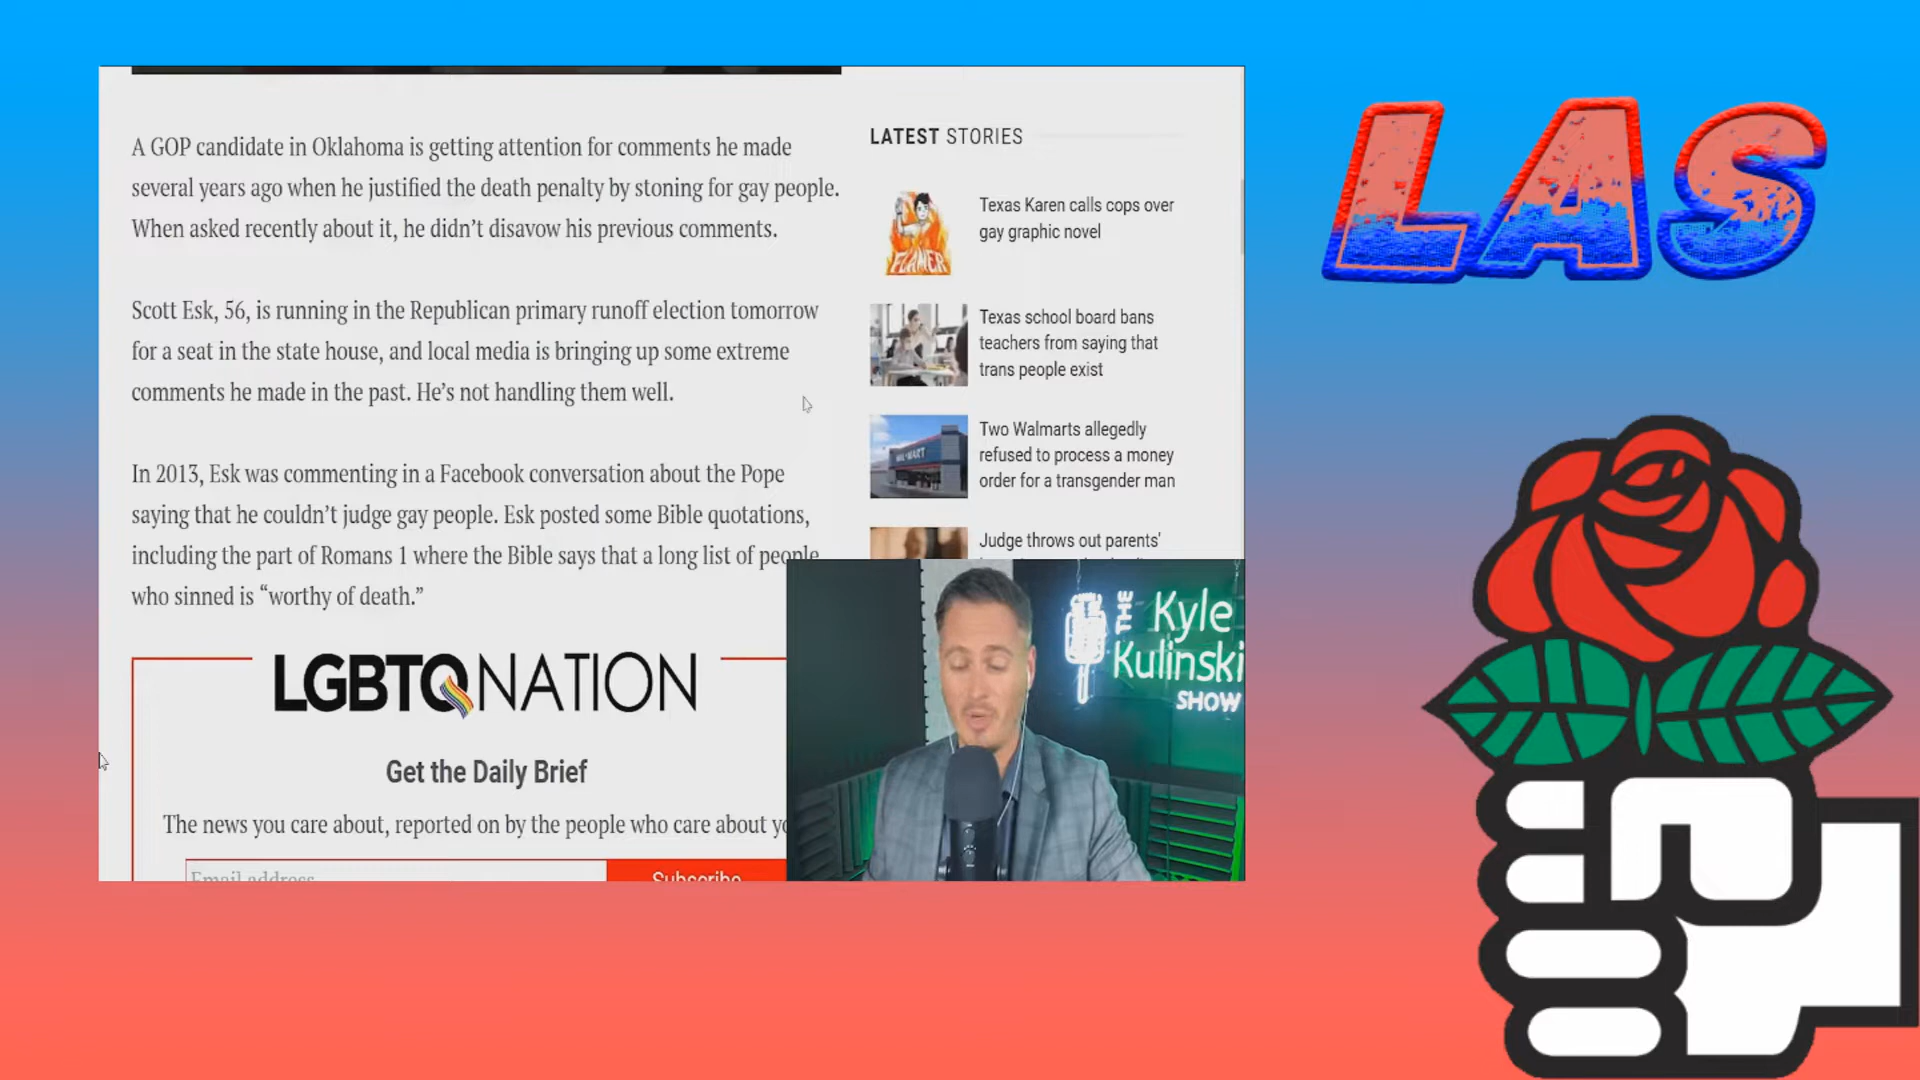 A GOP candidate in Oklahoma is getting attention for comments he made
several years ago when he justified the death penalty by stoning for gay people.
When asked recently about it, he didn't disavow his previous comments.
Scott Esk, 56, is running in the Republican primary runoff election tomorrow
for a seat in the state house, and local media is bringing up some extreme
comments he made in the past. He's not handling them well.
In 2013, Esk was commenting in a Facebook conversation about the Pope
saying that he couldn't judge gay people. Esk posted some Bible quotations,
including the part of Romans 1 where the Bible says that a long list of people
who sinned is “worthy of death.”
LGBTQNATION
Get the Daily Brief
The news you care about, reported on by the people who care about
Email address
Subscribe
LATEST STORIES
FLAMER
Texas Karen calls cops over
gay graphic novel
Texas school board bans
teachers from saying that
trans people exist
WAL-MART
Two Walmarts allegedly
refused to process a money
order for a transgender man
Judge throws out parents'
THE
Kyle
Kulinski
SHOW
LAS